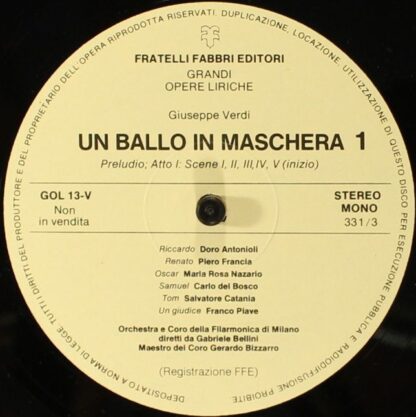 DEPOSITATO A NORMA DI LEGGE. TUTTI I DIRITTI DEL PRODUTTORE E DEL PROPRIETARIO DELL'OPERA RIPRODOTTA RISERVATI. DUPLICAZIONE, LOCAZIONE, UTILIZZAZIONE DI QUESTO DISCO PER ESECUZIONE PUBBLICA E RADIODIFFUSIONE PROIBITE
FRATELLI FABBRI EDITORI
GRANDI
OPERE LIRICHE
Giuseppe Verdi
UN BALLO IN MASCHERA 1
Preludio; Atto I: Scene I, II, III, IV, V (inizio)
GOL 13-V
Non
in vendita
STEREO
MONO
331/3
Riccardo Doro Antonioli
Renato Piero Francia
Oscar Maria Rosa Nazario
Samuel Carlo del Bosco
Tom Salvatore Catania
Un giudice Franco Piave
Orchestra e Coro della Filarmonica di Milano
diretti da Gabriele Bellini
Maestro del Coro Gerardo Bizzarro
(Registrazione FFE)